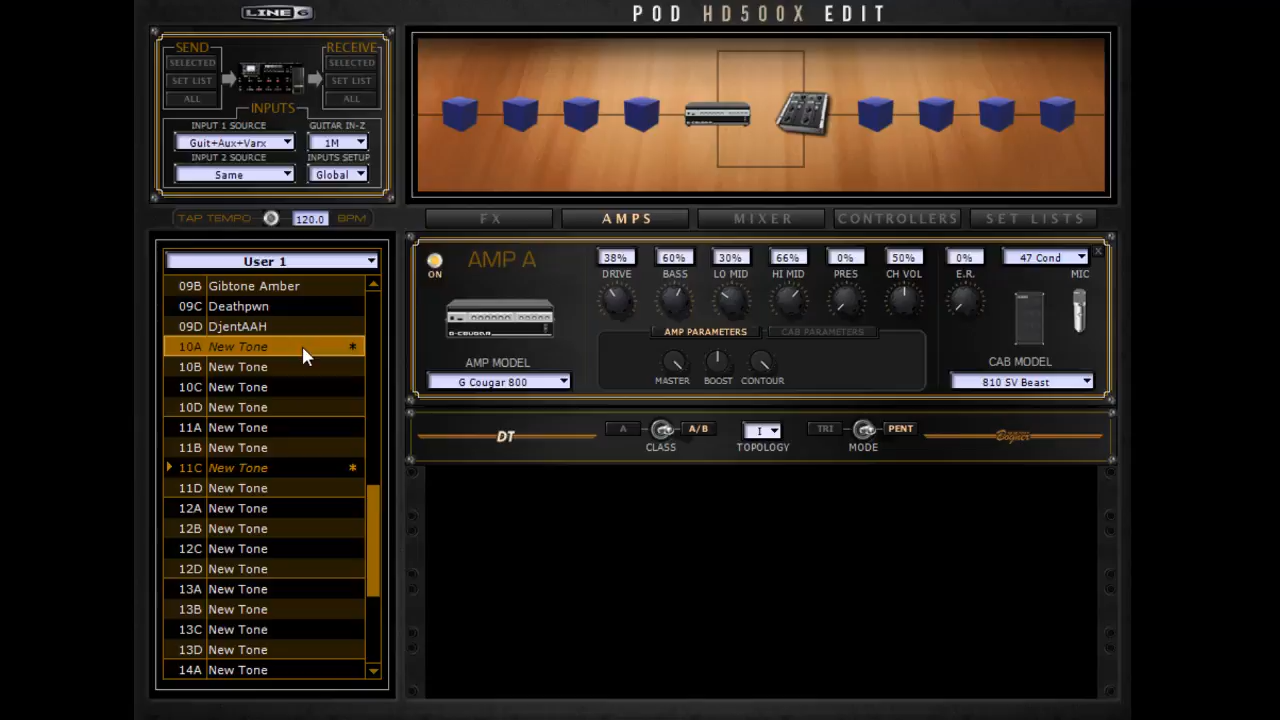 LINE 6
POD HD500X EDIT
SEND
RECEIVE
SELECTED
SELECTED
SET LIST
SET LIST
ALL
ALL
INPUTS
INPUT 1 SOURCE
GUITAR IN-Z
Guit+Aux+Varx
1M
INPUT 2 SOURCE
INPUTS SETUP
Same
Global
TAP TEMPO
120.0
BPM
FX
AMPS
MIXER
CONTROLLERS
SET LISTS
User 1
09B Gibtone Amber
09C Deathpwn
09D DjentAAH
10A New Tone *
10B New Tone
10C New Tone
10D New Tone
11A New Tone
11B New Tone
11C New Tone *
11D New Tone
12A New Tone
12B New Tone
12C New Tone
12D New Tone
13A New Tone
13B New Tone
13C New Tone
13D New Tone
14A New Tone
ON
AMP A
38% 60% 30% 66% 0% 50% 0% 47 Cond
X
DRIVE BASS LO MID HI MID PRES CH VOL E.R. MIC
G-COUGAR
AMP PARAMETERS
CAB PARAMETERS
MASTER BOOST CONTOUR
AMP MODEL
G Cougar 800
CAB MODEL
810 SV Beast
DT
A
A/B
CLASS
I
TOPOLOGY
TRI
PENT
MODE
Bogner